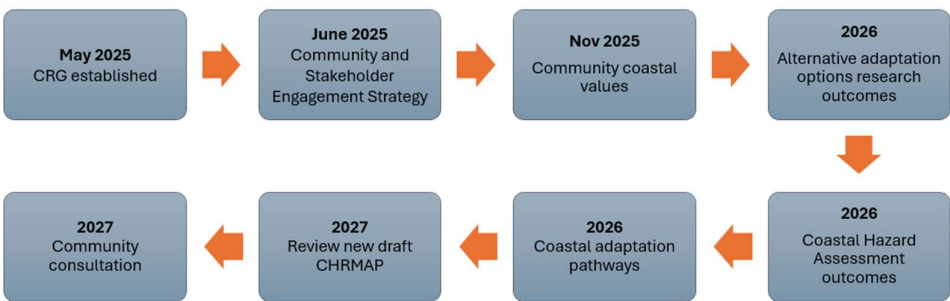 May 2025
CRG established
June 2025
Community and
Stakeholder
Engagement Strategy
Nov 2025
Community coastal
values
2026
Alternative adaptation
options research
outcomes
2026
Coastal Hazard
Assessment
outcomes
2026
Coastal adaptation
pathways
2027
Review new draft
CHRMAP
2027
Community
consultation